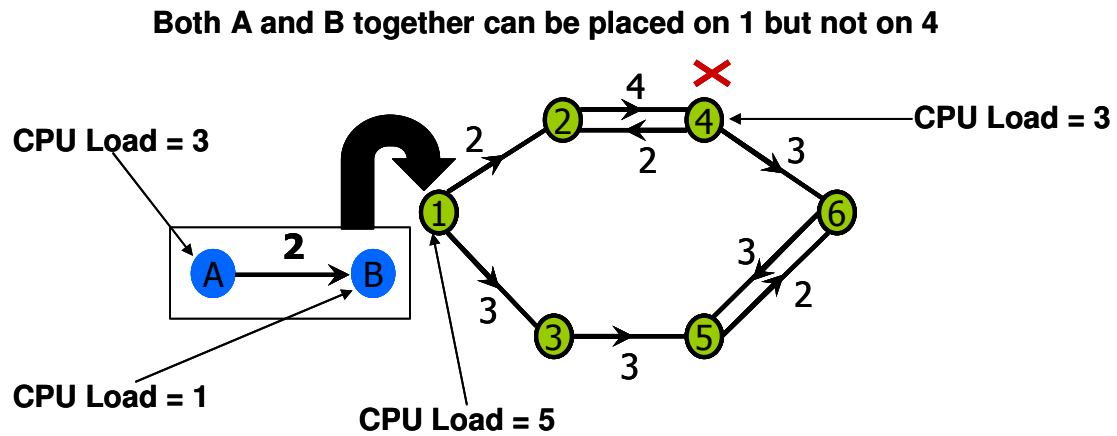 Both A and B together can be placed on 1 but not on 4
4
CPU Load = 3
2
4
CPU Load = 3
2
2
3
1
6
2
A
B
3
3
2
3
5
3
CPU Load = 1
CPU Load = 5